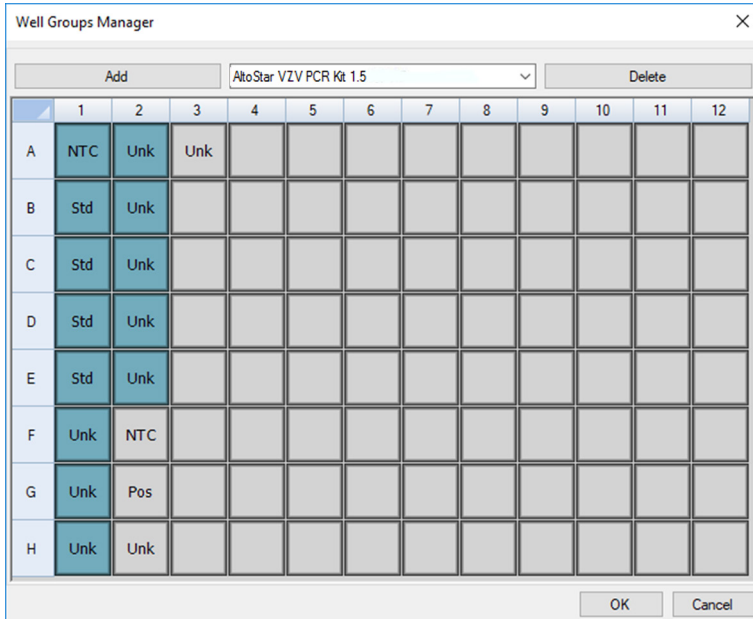 Well Groups Manager
Add AltoStar VZV PCR Kit 1.5 Delete
1 2 3 4 5 6 7 8 9 10 11 12
A NTC Unk Unk
B Std Unk
C Std Unk
D Std Unk
E Std Unk
F Unk NTC
G Unk Pos
H Unk Unk
OK Cancel